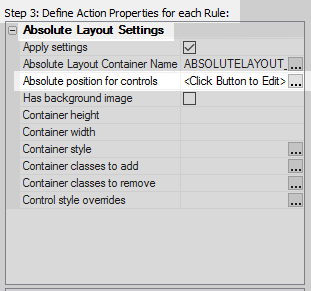 Step 3: Define Action Properties for each Rule:
Absolute Layout Settings
Apply settings
Absolute Layout Container Name ABSOLUTELAYOUT_ ...
Absolute position for controls <Click Button to Edit> ...
Has background image
Container height
Container width
Container style ...
Container classes to add ...
Container classes to remove ...
Control style overrides ...